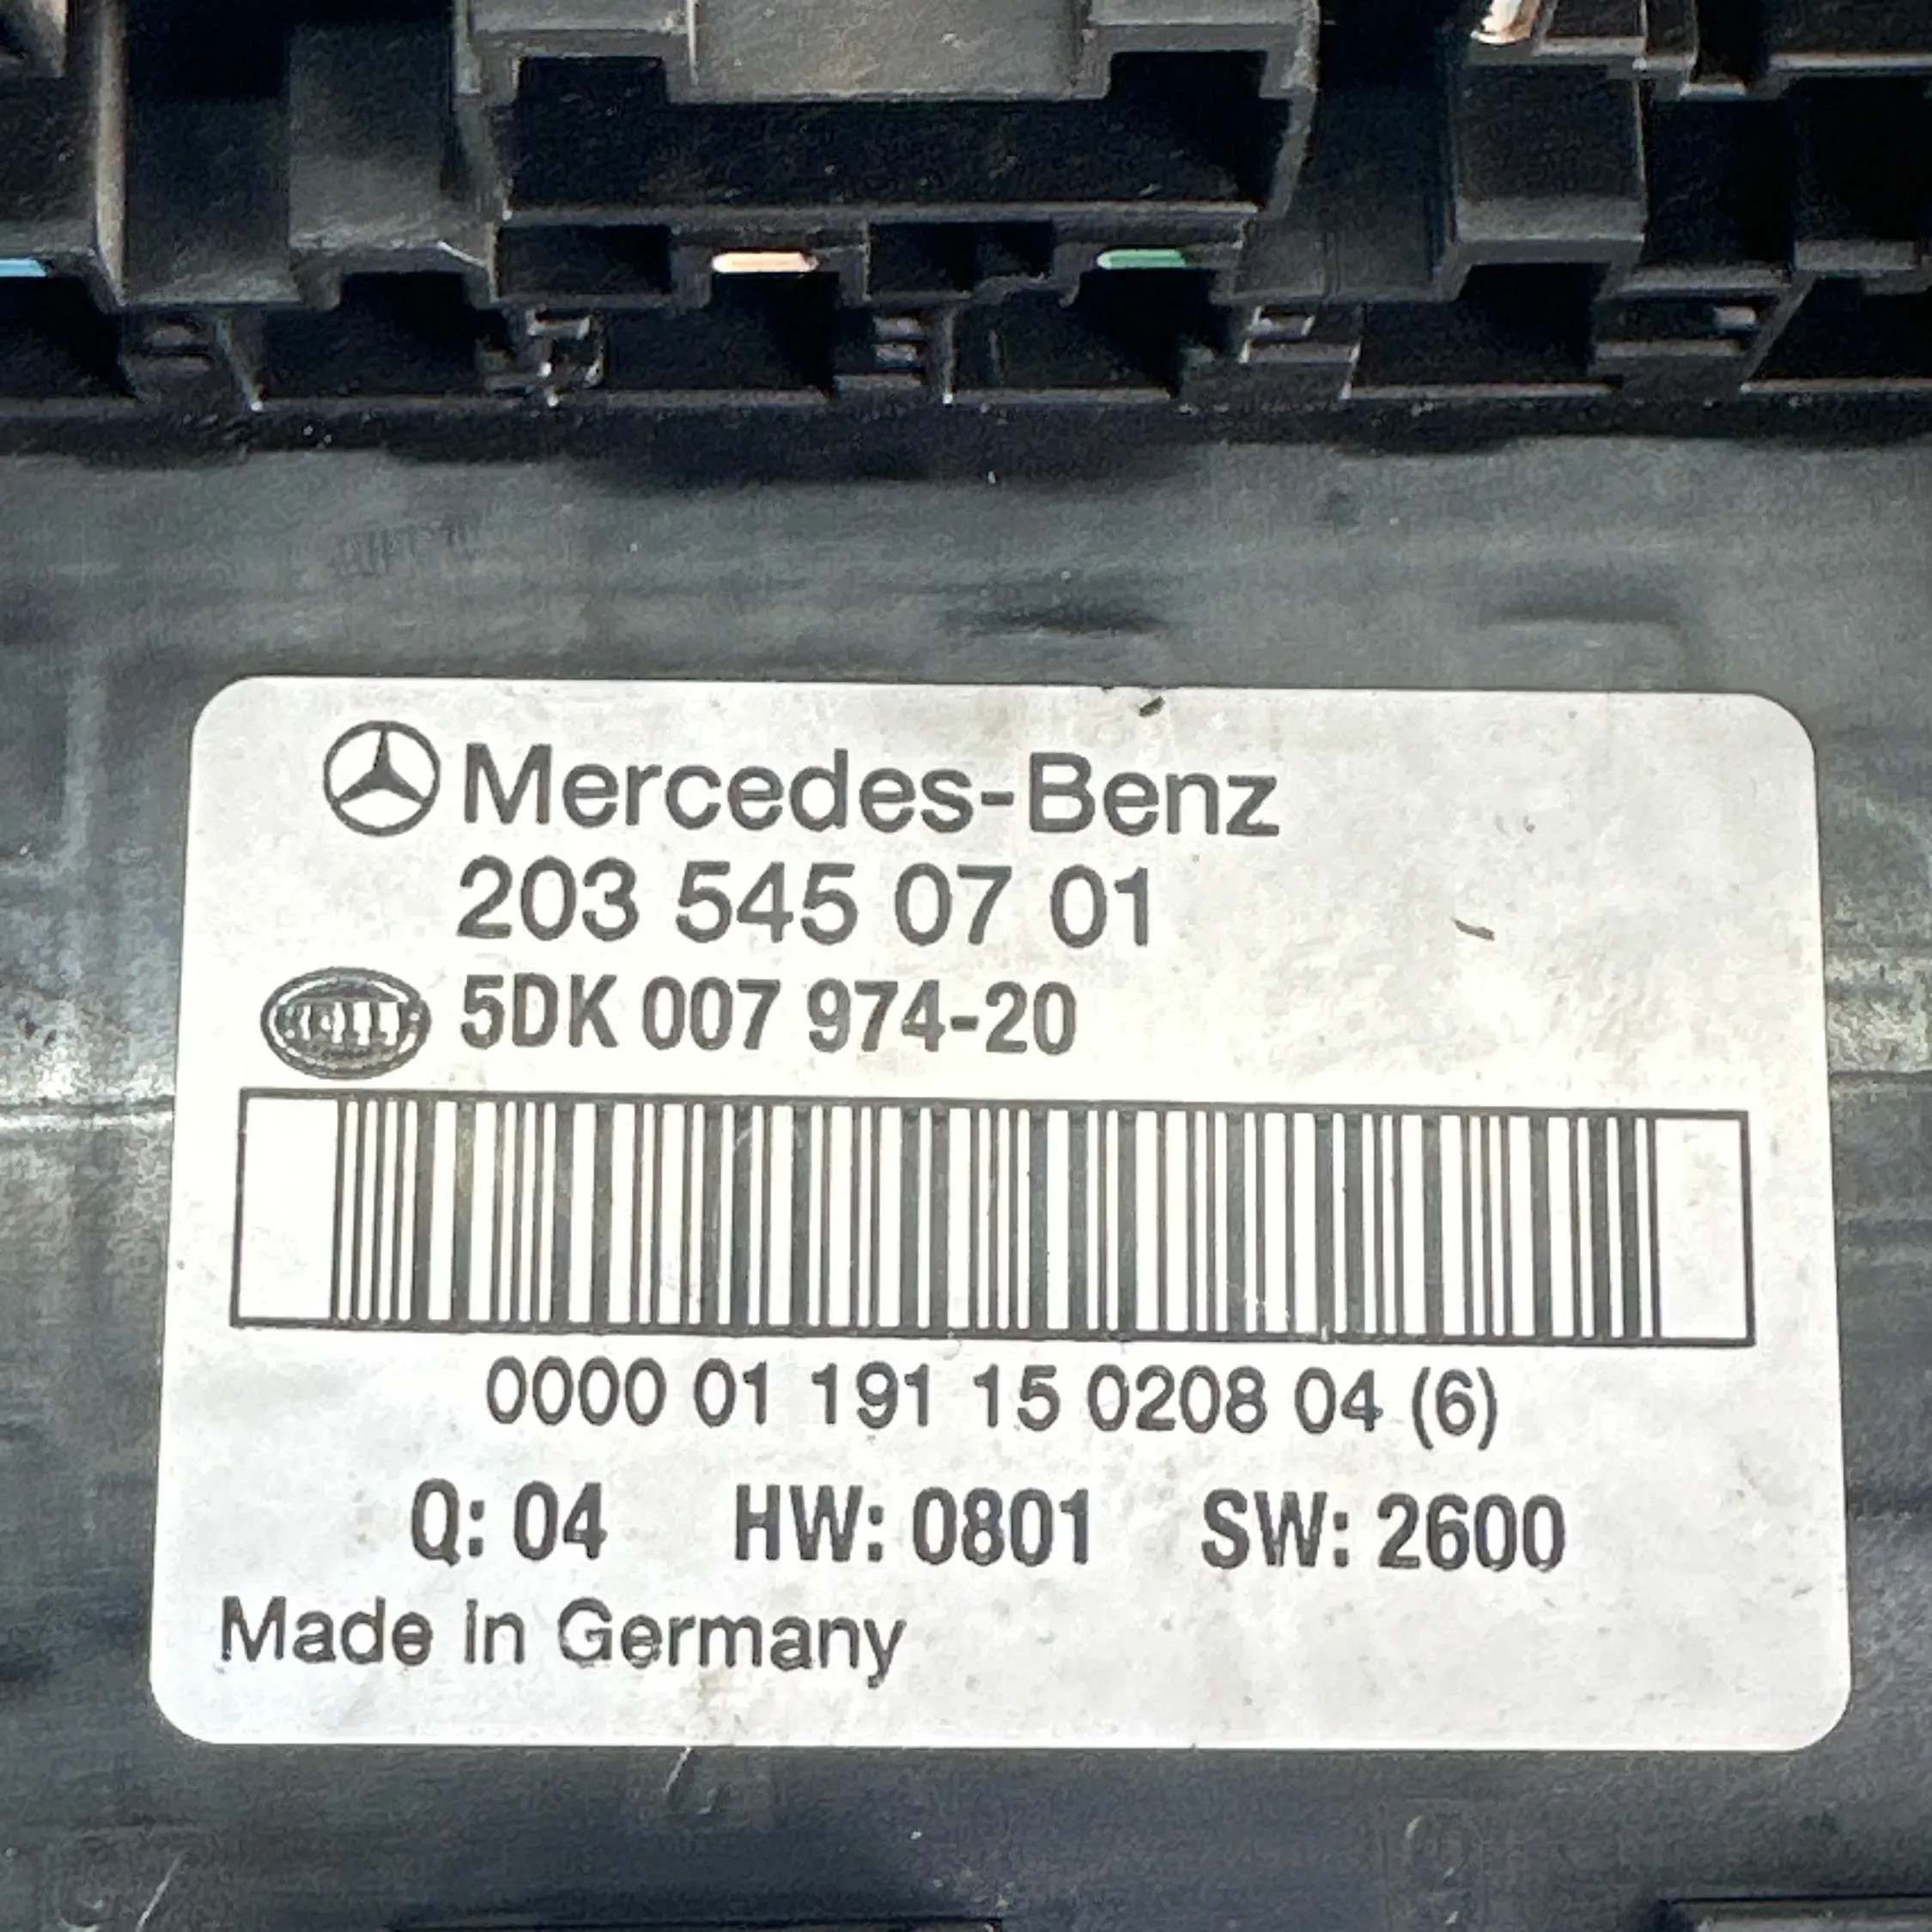 Mercedes-Benz
203 545 07 01
HELLA 5DK 007 974-20
0000 01 191 15 0208 04 (6)
Q: 04 HW: 0801 SW: 2600
Made in Germany